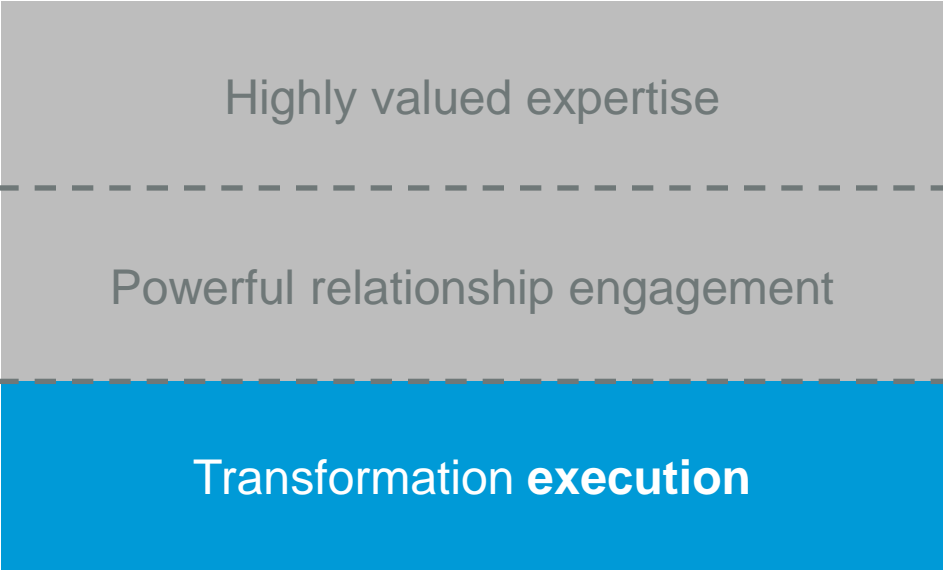 Highly valued expertise
Powerful relationship engagement
Transformation execution